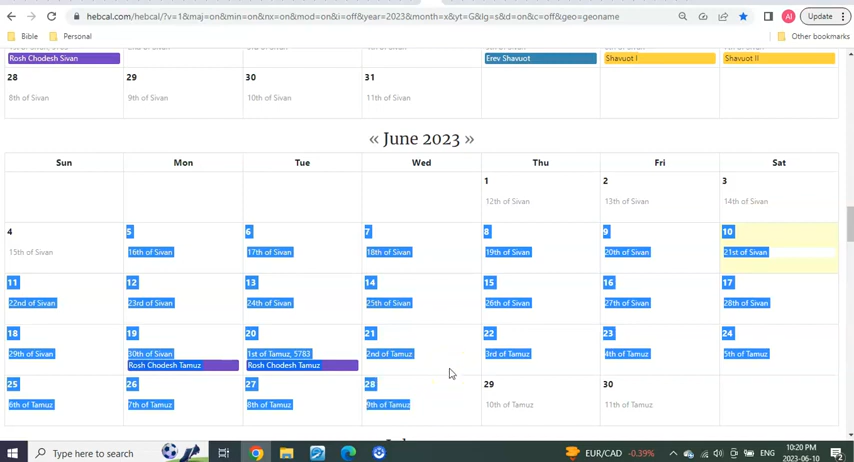 hebcal.com/hebcal/?v=1&maj=on&min=on&nx=on&mod=on&i=off&year=2023&month=x&yt=G&lg=s&d=on&c=off&geo=geoname
Update
Bible Personal Other bookmarks
Rosh Chodesh Sivan Erev Shavuot Shavuot I Shavuot II
28 29 30 31
8th of Sivan 9th of Sivan 10th of Sivan 11th of Sivan
« June 2023 »
Sun Mon Tue Wed Thu Fri Sat
1 2 3
12th of Sivan 13th of Sivan 14th of Sivan
4 5 6 7 8 9 10
15th of Sivan 16th of Sivan 17th of Sivan 18th of Sivan 19th of Sivan 20th of Sivan 21st of Sivan
11 12 13 14 15 16 17
22nd of Sivan 23rd of Sivan 24th of Sivan 25th of Sivan 26th of Sivan 27th of Sivan 28th of Sivan
18 19 20 21 22 23 24
29th of Sivan 30th of Sivan 1st of Tamuz, 5783 2nd of Tamuz 3rd of Tamuz 4th of Tamuz 5th of Tamuz
Rosh Chodesh Tamuz Rosh Chodesh Tamuz
25 26 27 28 29 30
6th of Tamuz 7th of Tamuz 8th of Tamuz 9th of Tamuz 10th of Tamuz 11th of Tamuz
Type here to search EUR/CAD -0.39% ENG 10:20 PM
2023-06-10